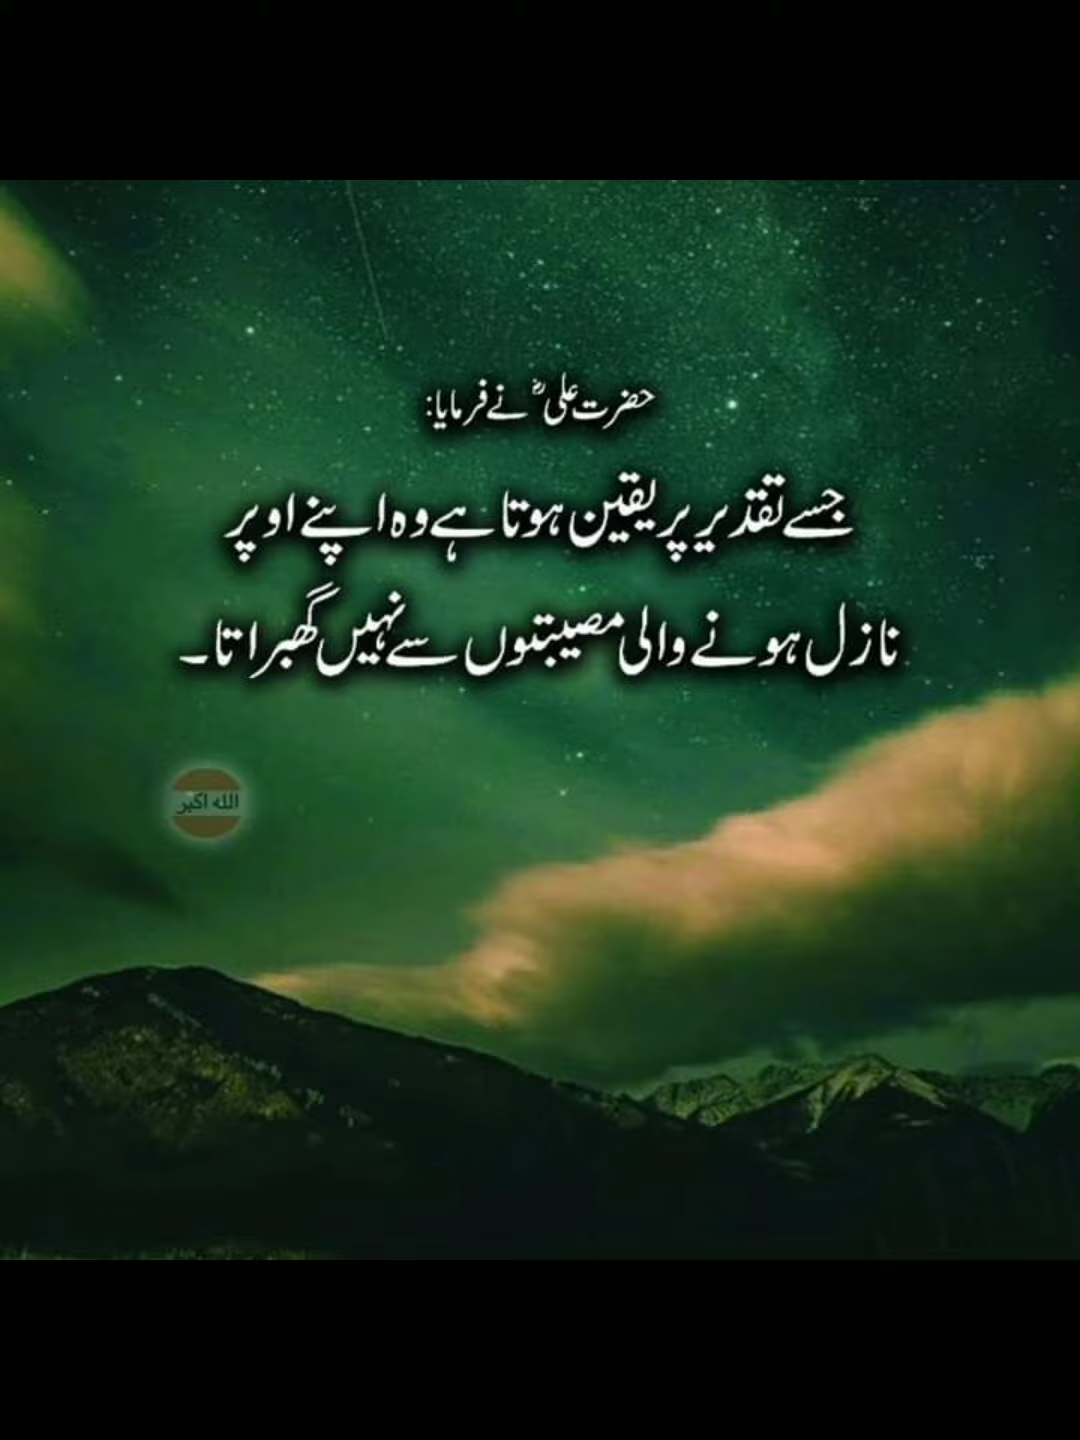 حضرت علیؓ نے فرمایا:
جسے تقدیر پر یقین ہوتا ہے وہ اپنے اوپر
نازل ہونے والی مصیبتوں سے نہیں گھبراتا۔
الله اکبر